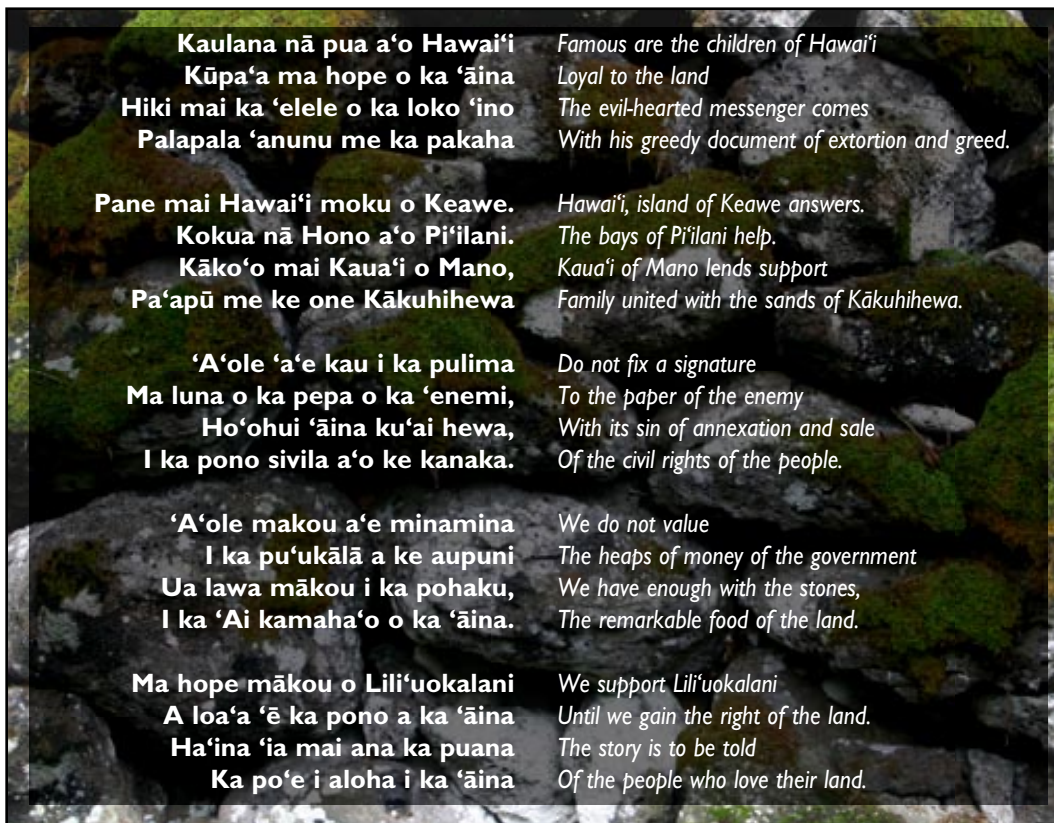 Kaulana nā pua a‘o Hawai‘i
Kūpa‘a ma hope o ka ‘āina
Hiki mai ka ‘elele o ka loko ‘ino
Palapala ‘anunu me ka pakaha
Famous are the children of Hawai‘i
Loyal to the land
The evil-hearted messenger comes
With his greedy document of extortion and greed.
Pane mai Hawai‘i moku o Keawe.
Kokua nā Hono a‘o Pi‘ilani.
Kāko‘o mai Kaua‘i o Mano,
Pa‘apū me ke one Kākuhihewa
Hawai‘i, island of Keawe answers.
The bays of Pi‘ilani help.
Kaua‘i of Mano lends support
Family united with the sands of Kākuhihewa.
‘A‘ole ‘a‘e kau i ka pulima
Ma luna o ka pepa o ka ‘enemi,
Ho‘ohui ‘āina ku‘ai hewa,
I ka pono sivila a‘o ke kanaka.
Do not fix a signature
To the paper of the enemy
With its sin of annexation and sale
Of the civil rights of the people.
‘A‘ole makou a‘e minamina
I ka pu‘ukālā a ke aupuni
Ua lawa mākou i ka pohaku,
I ka ‘Ai kamaha‘o o ka ‘āina.
We do not value
The heaps of money of the government
We have enough with the stones,
The remarkable food of the land.
Ma hope mākou o Lili‘uokalani
A loa‘a ‘ē ka pono a ka ‘āina
Ha‘ina ‘ia mai ana ka puana
Ka po‘e i aloha i ka ‘āina
We support Lili‘uokalani
Until we gain the right of the land.
The story is to be told
Of the people who love their land.